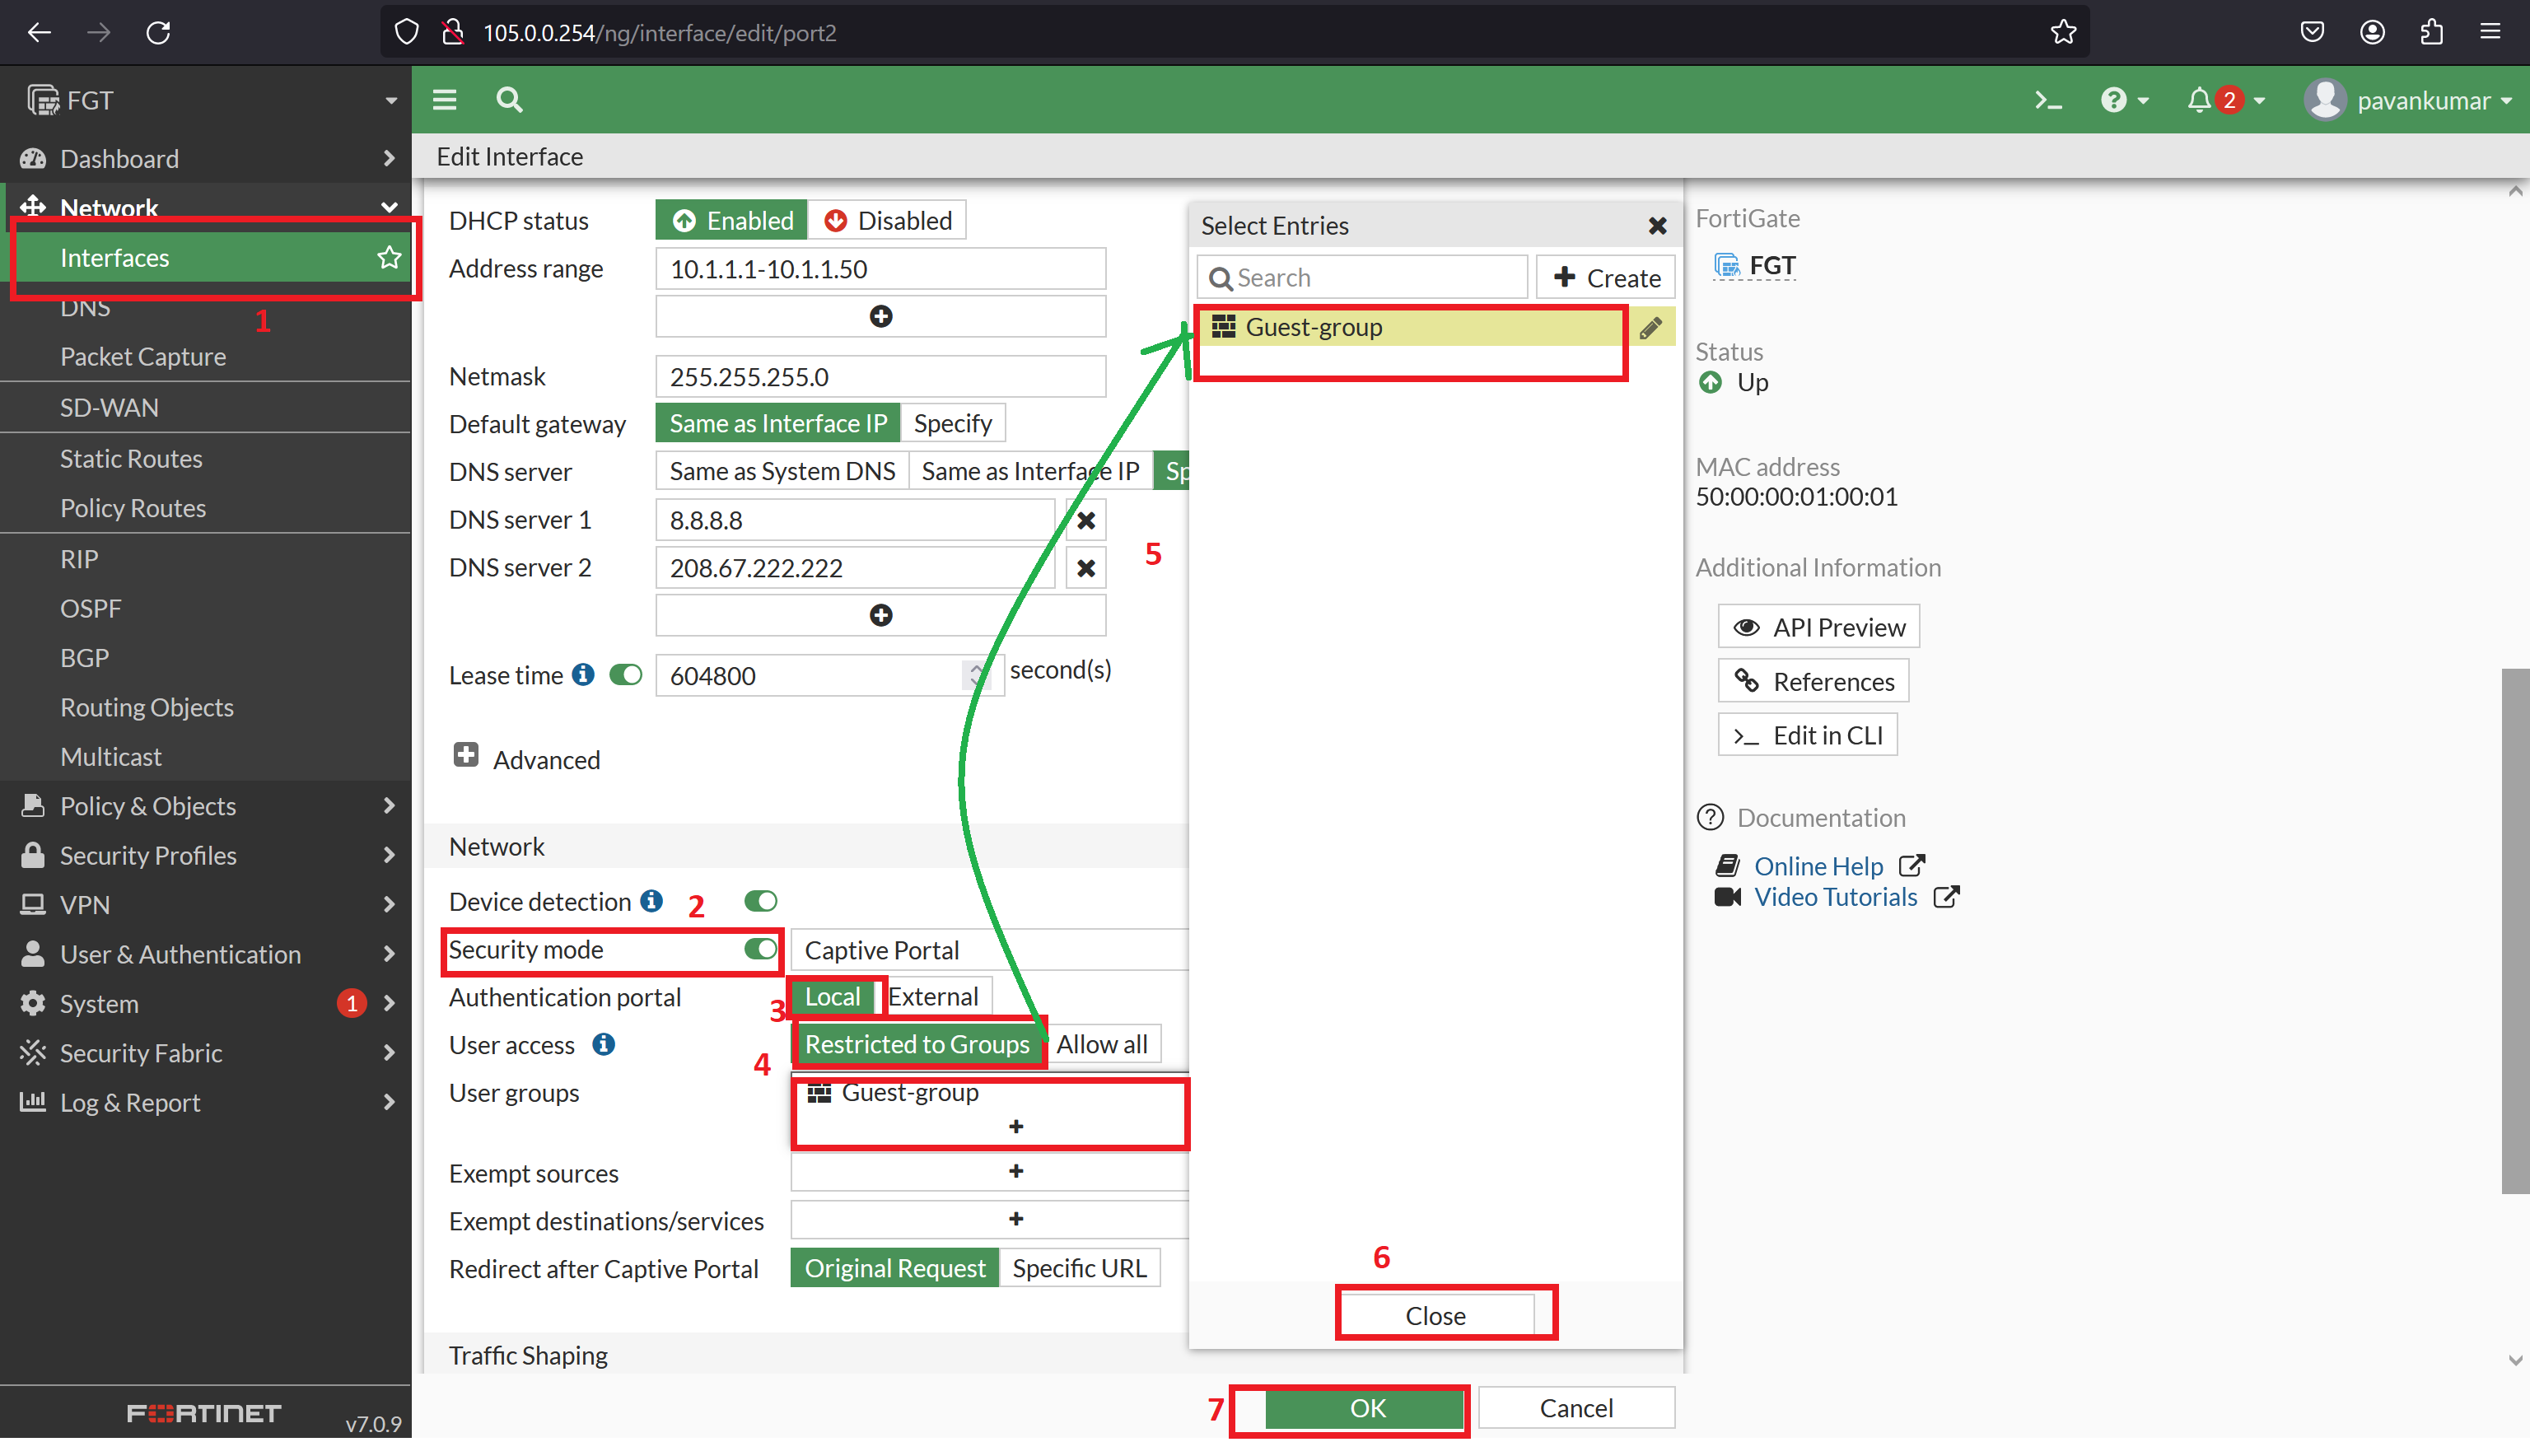 105.0.0.254/ng/interface/edit/port2
FGT
2
pavankumar
Dashboard
Network
Interfaces
1
DNS
Packet Capture
SD-WAN
Static Routes
Policy Routes
RIP
OSPF
BGP
Routing Objects
Multicast
Policy & Objects
Security Profiles
VPN
User & Authentication
System
1
Security Fabric
Log & Report
FORTINET
v7.0.9
Edit Interface
DHCP status Enabled Disabled
Address range 10.1.1.1-10.1.1.50
Netmask 255.255.255.0
Default gateway Same as Interface IP Specify
DNS server Same as System DNS Same as Interface IP Sp
DNS server 1 8.8.8.8
DNS server 2 208.67.222.222
5
Lease time 604800 second(s)
Advanced
Network
Device detection 2
Security mode Captive Portal
Authentication portal 3 Local External
User access 4 Restricted to Groups Allow all
User groups Guest-group
Exempt sources
Exempt destinations/services
Redirect after Captive Portal Original Request Specific URL
Traffic Shaping
Select Entries
Search
Create
Guest-group
6
Close
7
OK
Cancel
FortiGate
FGT
Status
Up
MAC address
50:00:00:01:00:01
Additional Information
API Preview
References
>_ Edit in CLI
Documentation
Online Help
Video Tutorials